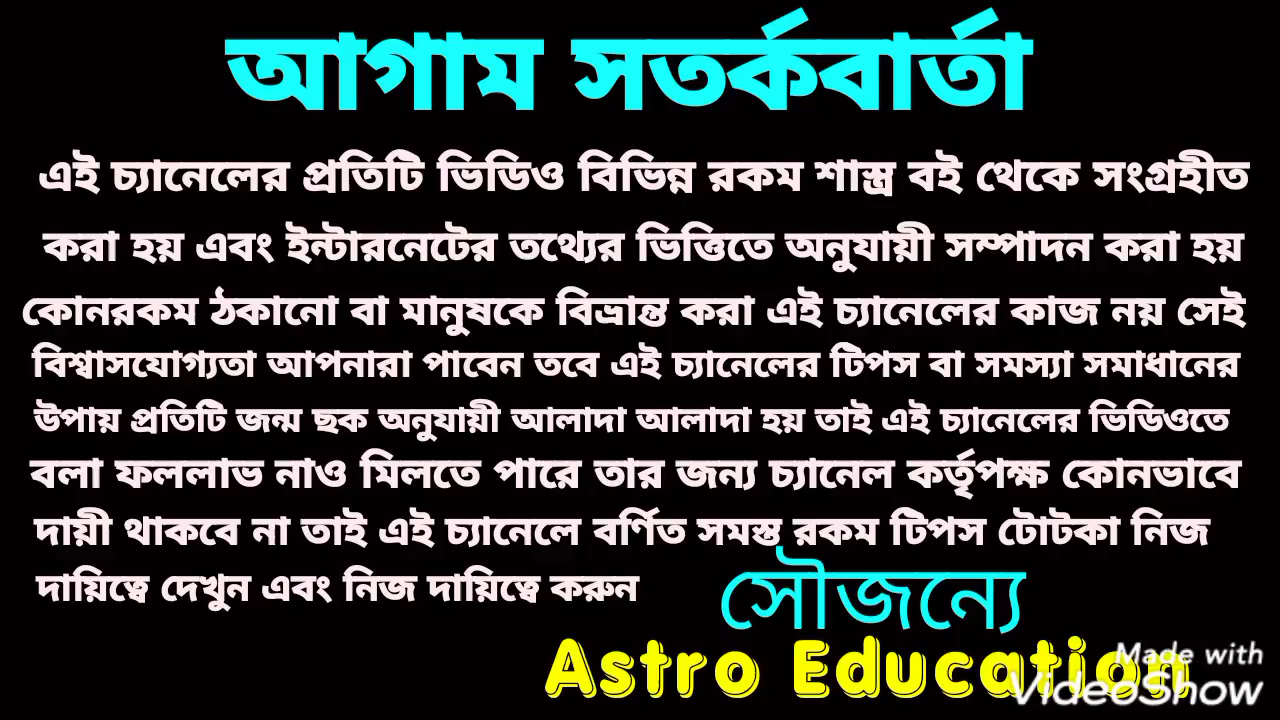 আগাম সতর্কবার্তা
এই চ্যানেলের প্রতিটি ভিডিও বিভিন্ন রকম শাস্ত্র বই থেকে সংগ্রহীত
করা হয় এবং ইন্টারনেটের তথ্যের ভিত্তিতে অনুযায়ী সম্পাদন করা হয়
কোনরকম ঠকানো বা মানুষকে বিভ্রান্ত করা এই চ্যানেলের কাজ নয় সেই
বিশ্বাসযোগ্যতা আপনারা পাবেন তবে এই চ্যানেলের টিপস বা সমস্যা সমাধানের
উপায় প্রতিটি জন্ম ছক অনুযায়ী আলাদা আলাদা হয় তাই এই চ্যানেলের ভিডিওতে
বলা ফললাভ নাও মিলতে পারে তার জন্য চ্যানেল কর্তৃপক্ষ কোনভাবে
দায়ী থাকবে না তাই এই চ্যানেলে বর্ণিত সমস্ত রকম টিপস টোটকা নিজ
দায়িত্বে দেখুন এবং নিজ দায়িত্বে করুন
সৌজন্যে
Astro Education
Made with
VideoShow